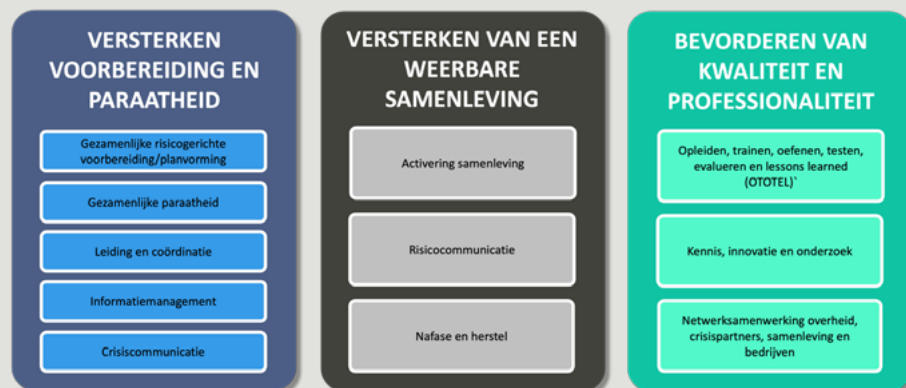 VERSTERKEN
VOORBEREIDING EN
PARAATHEID
Gezamenlijke risicogerichte
voorbereiding/planvorming
Gezamenlijke paraatheid
Leiding en coördinatie
Informatiemanagement
Crisiscommunicatie
VERSTERKEN VAN EEN
WEERBARE
SAMENLEVING
Activering samenleving
Risicocommunicatie
Nafase en herstel
BEVORDEREN VAN
KWALITEIT EN
PROFESSIONALITEIT
Opleiden, trainen, oefenen, testen,
evalueren en lessons learned
(OTOTEL)`
Kennis, innovatie en onderzoek
Netwerksamenwerking overheid,
crisispartners, samenleving en
bedrijven